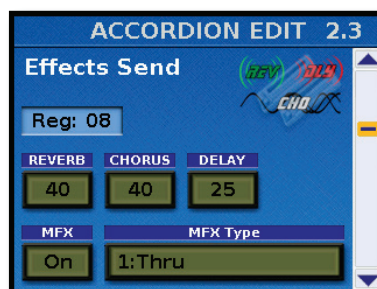 ACCORDION EDIT 2.3
Effects Send
REV DLY
CHO
Reg: 08
REVERB CHORUS DELAY
40 40 25
MFX MFX Type
On 1:Thru